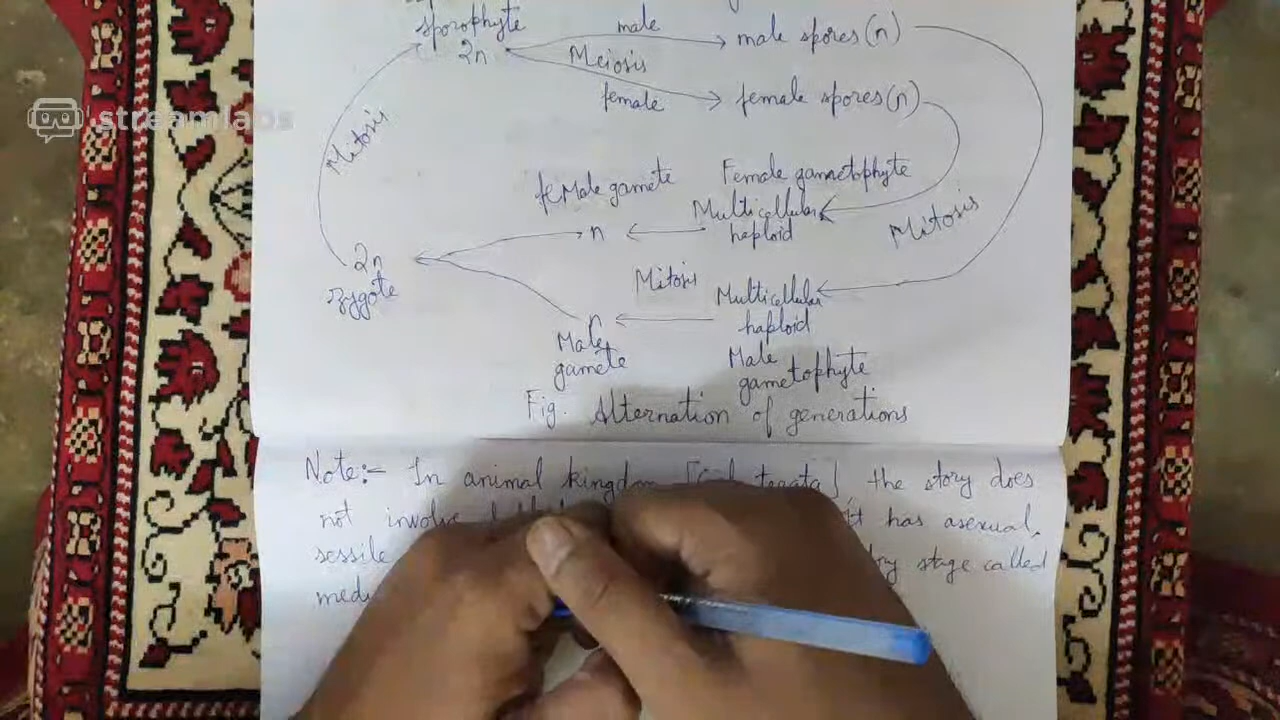 sporophyte
2n
male
Meiosis
female
male spores (n)
female spores (n)
streamlabs
Mitosis
female gamete
n
Female gametophyte
Multicellular
haploid
Mitosis
2n
zygote
Mitosis
Multicellular
haploid
n
Male
gamete
Male
gametophyte
Fig. Alternation of generations
Note:- In animal kingdom the story does
not involve it has asexual,
sessile stage called